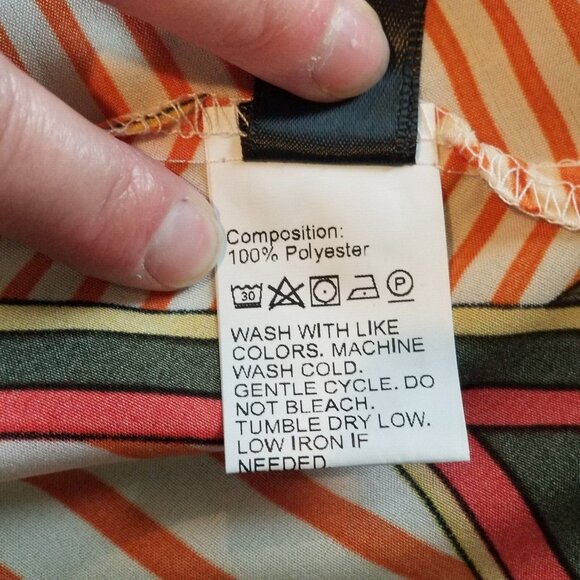 Composition:
100% Polyester
30 P
WASH WITH LIKE
COLORS. MACHINE
WASH COLD.
GENTLE CYCLE. DO
NOT BLEACH.
TUMBLE DRY LOW.
LOW IRON IF
NEEDED